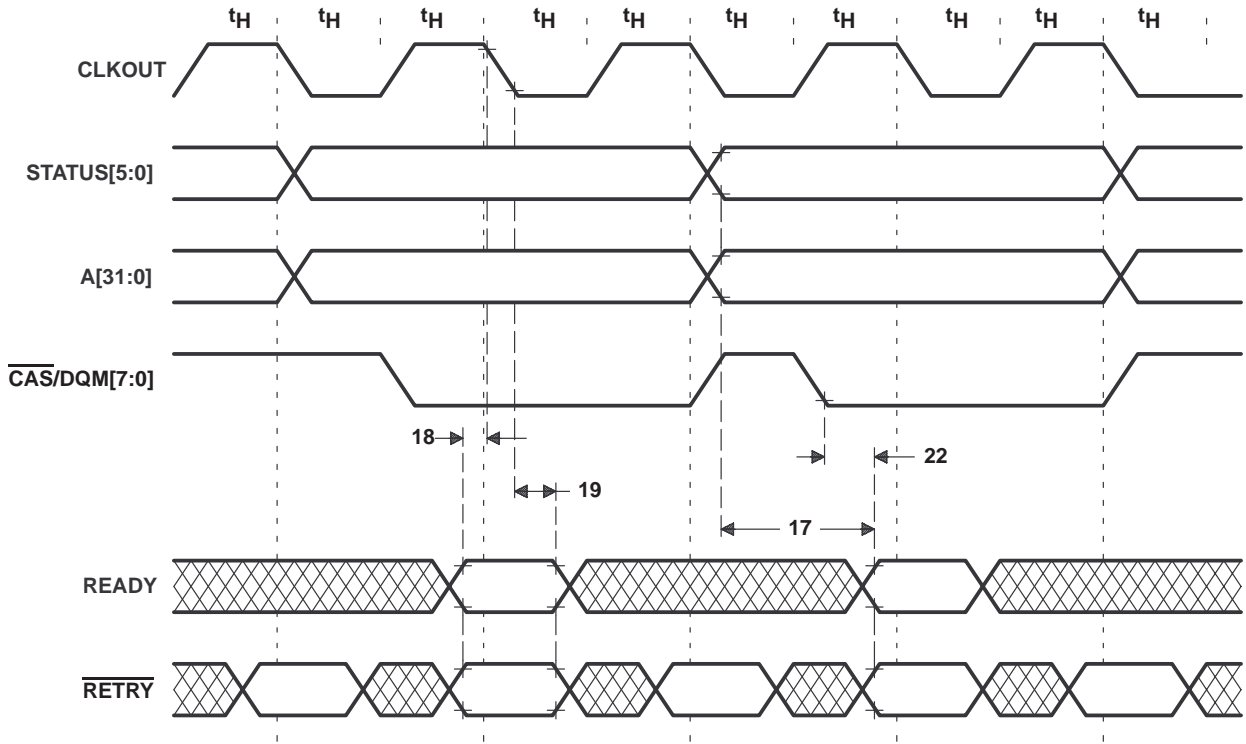 tH tH tH tH tH tH tH tH tH tH
CLKOUT
STATUS[5:0]
A[31:0]
CAS/DQM[7:0]
18
22
19
17
READY
RETRY